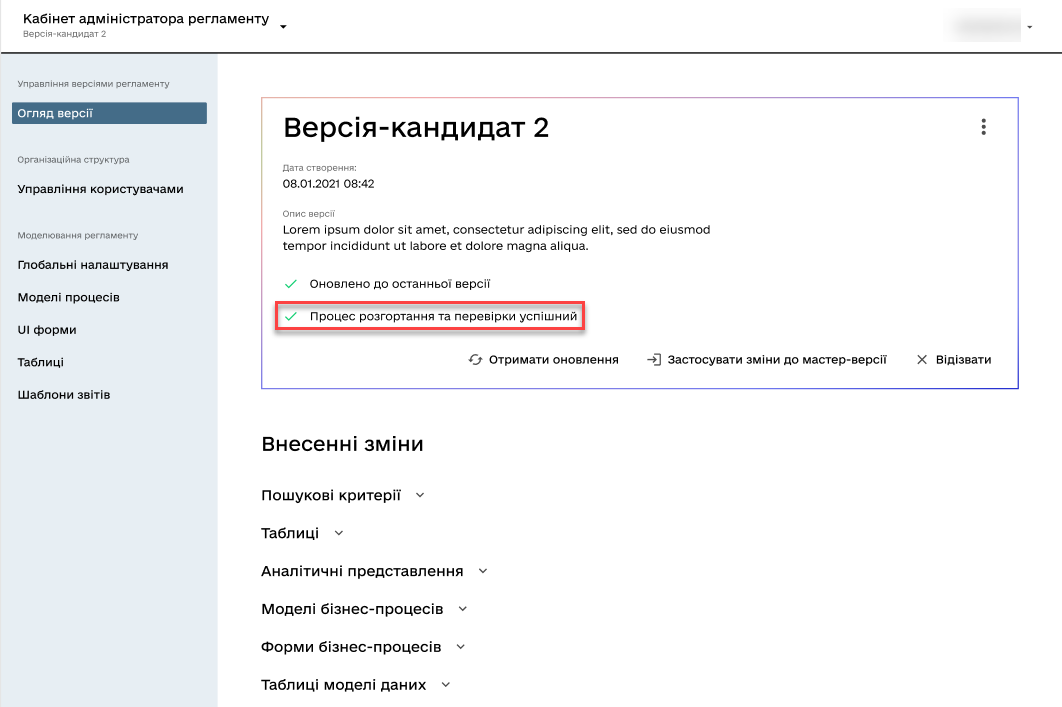 Кабінет адміністратора регламенту
Версія-кандидат 2
Управління версіями регламенту
Огляд версії
Організаційна структура
Управління користувачами
Моделювання регламенту
Глобальні налаштування
Моделі процесів
UI форми
Таблиці
Шаблони звітів
Версія-кандидат 2
Дата створення:
08.01.2021 08:42
Опис версії
Lorem ipsum dolor sit amet, consectetur adipiscing elit, sed do eiusmod
tempor incididunt ut labore et dolore magna aliqua.
Оновлено до останньої версії
Процес розгортання та перевірки успішний
Отримати оновлення
Застосувати зміни до мастер-версії
Відізвати
Внесенні зміни
Пошукові критерії
Таблиці
Аналітичні представлення
Моделі бізнес-процесів
Форми бізнес-процесів
Таблиці моделі даних